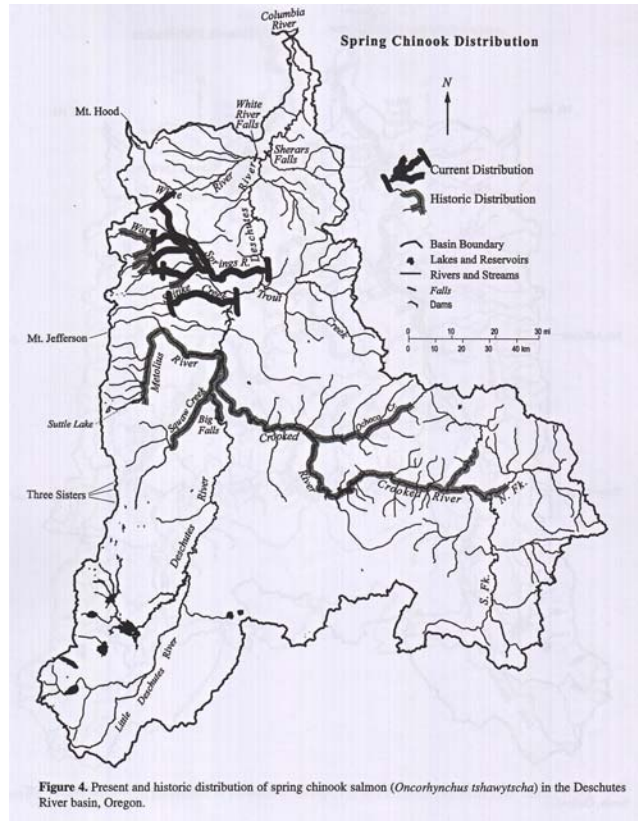 Columbia
River
Spring Chinook Distribution
N
Mt. Hood
White
River
Falls
Sherars
Falls
Current Distribution
Historic Distribution
White
River
Deschutes
River
Warm
Springs R.
Basin Boundary
Lakes and Reservoirs
Rivers and Streams
Falls
Dams
Shitike
Creek
Trout
Creek
0 10 20 30 mi
0 20 40 km
Mt. Jefferson
Metolius
River
Suttle Lake
Squaw Creek
Big
Falls
Crooked
River
Ochoco Cr.
Crooked River
Fk.
S. Fk.
Three Sisters
Deschutes
River
Little Deschutes River
Figure 4. Present and historic distribution of spring chinook salmon (Oncorhynchus tshawytscha) in the Deschutes
River basin, Oregon.